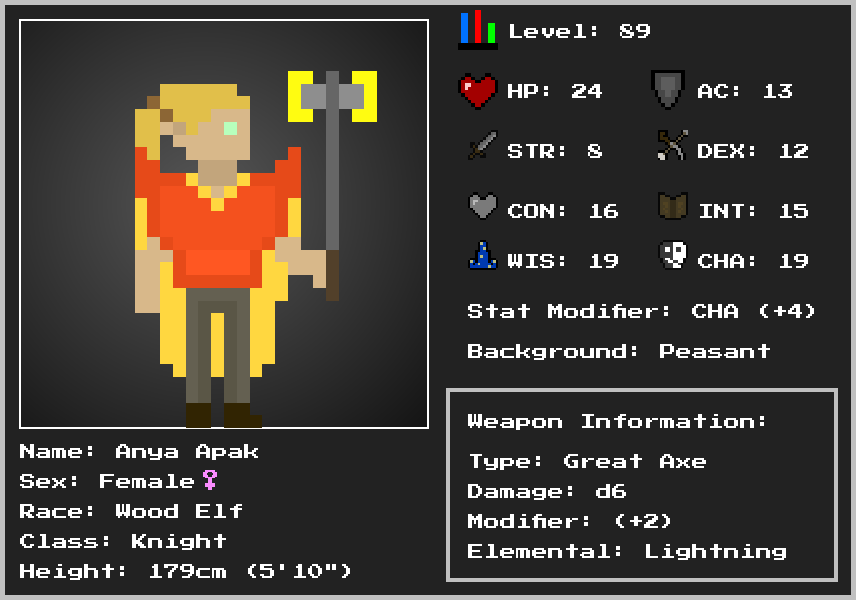 Level: 89
HP: 24
AC: 13
STR: 8
DEX: 12
CON: 16
INT: 15
WIS: 19
CHA: 19
Stat Modifier: CHA (+4)
Background: Peasant
Name: Anya Apak
Sex: Female♀
Race: Wood Elf
Class: Knight
Height: 179cm (5'10")
Weapon Information:
Type: Great Axe
Damage: d6
Modifier: (+2)
Elemental: Lightning